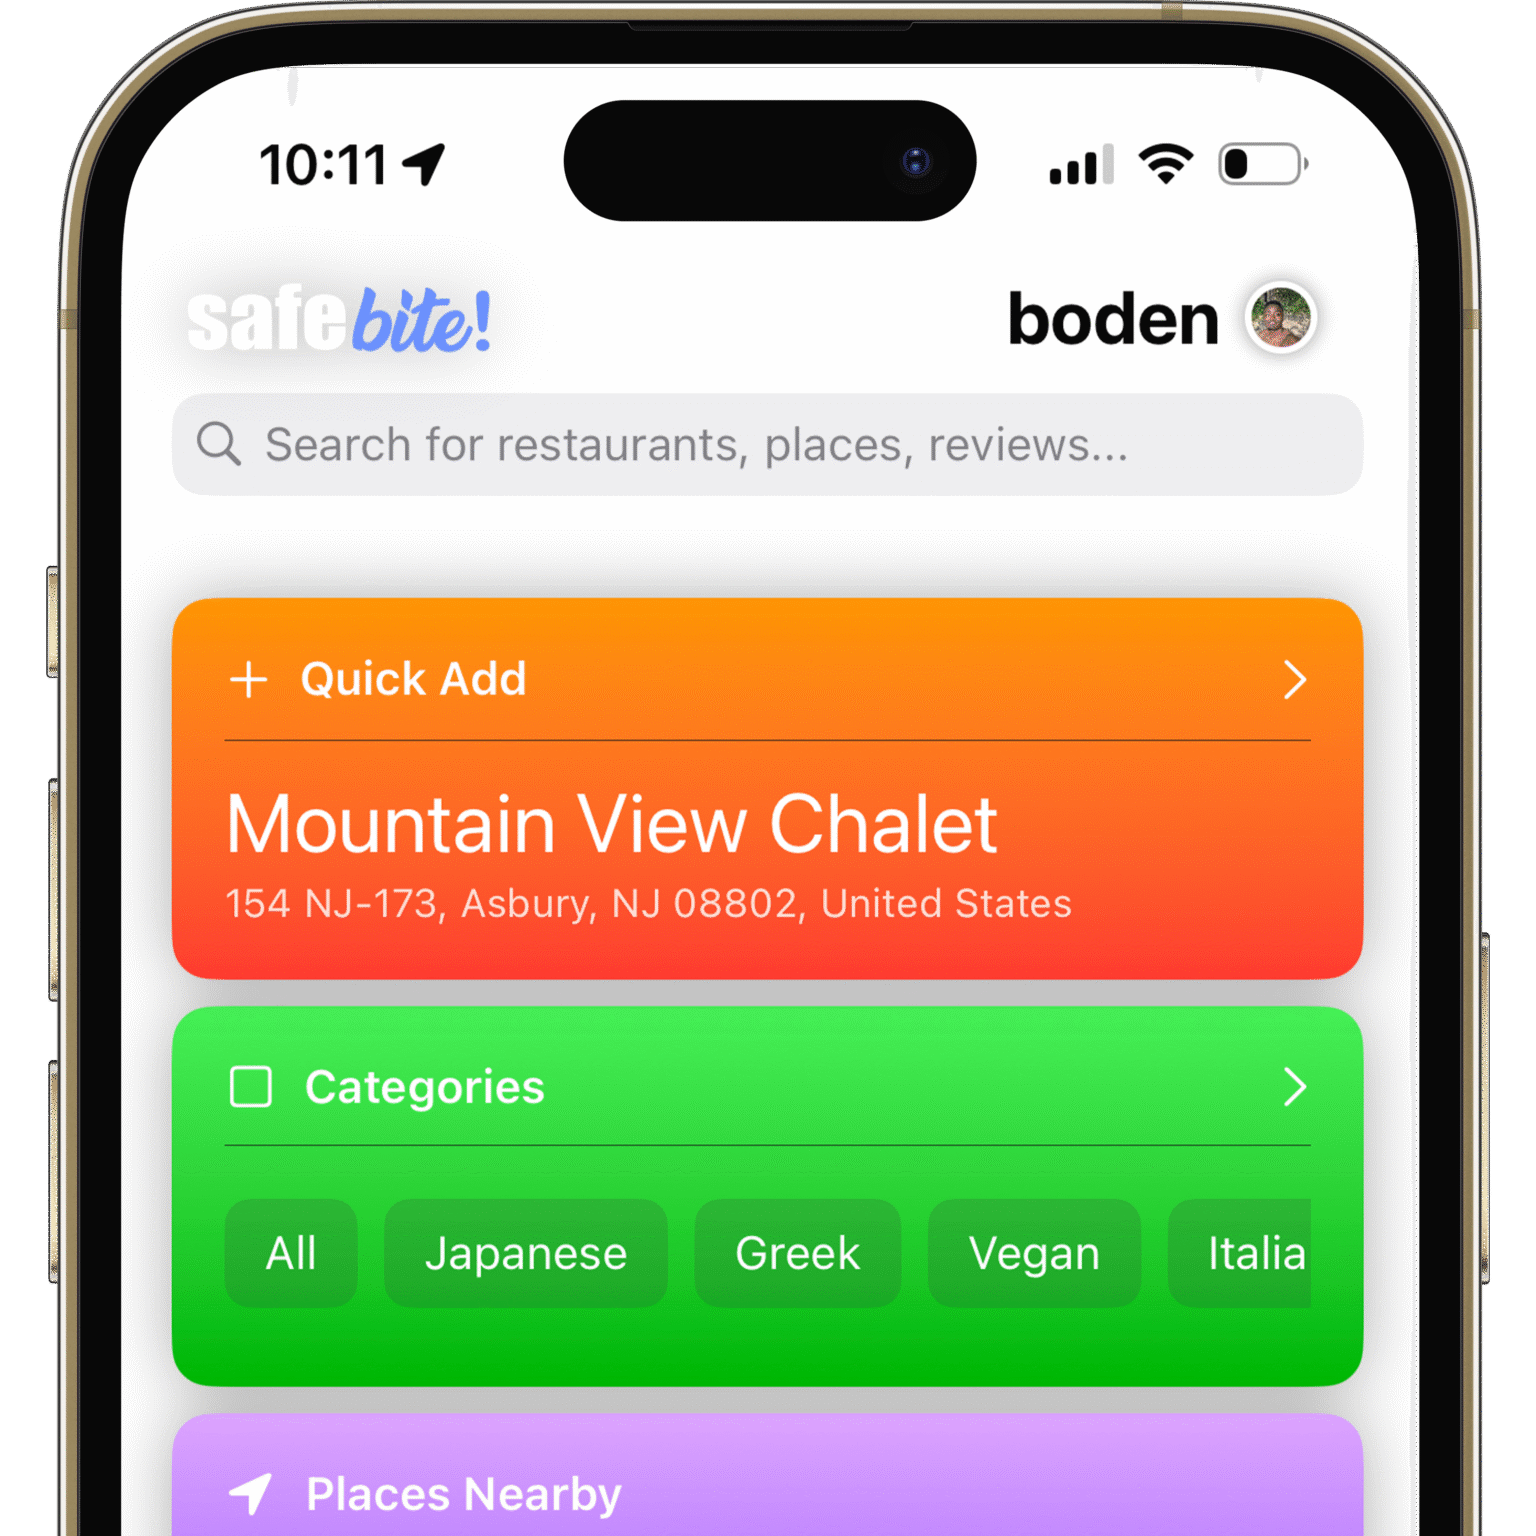 10:11
safebite!
boden
Search for restaurants, places, reviews...
Quick Add
Mountain View Chalet
154 NJ-173, Asbury, NJ 08802, United States
Categories
All Japanese Greek Vegan Italia
Places Nearby